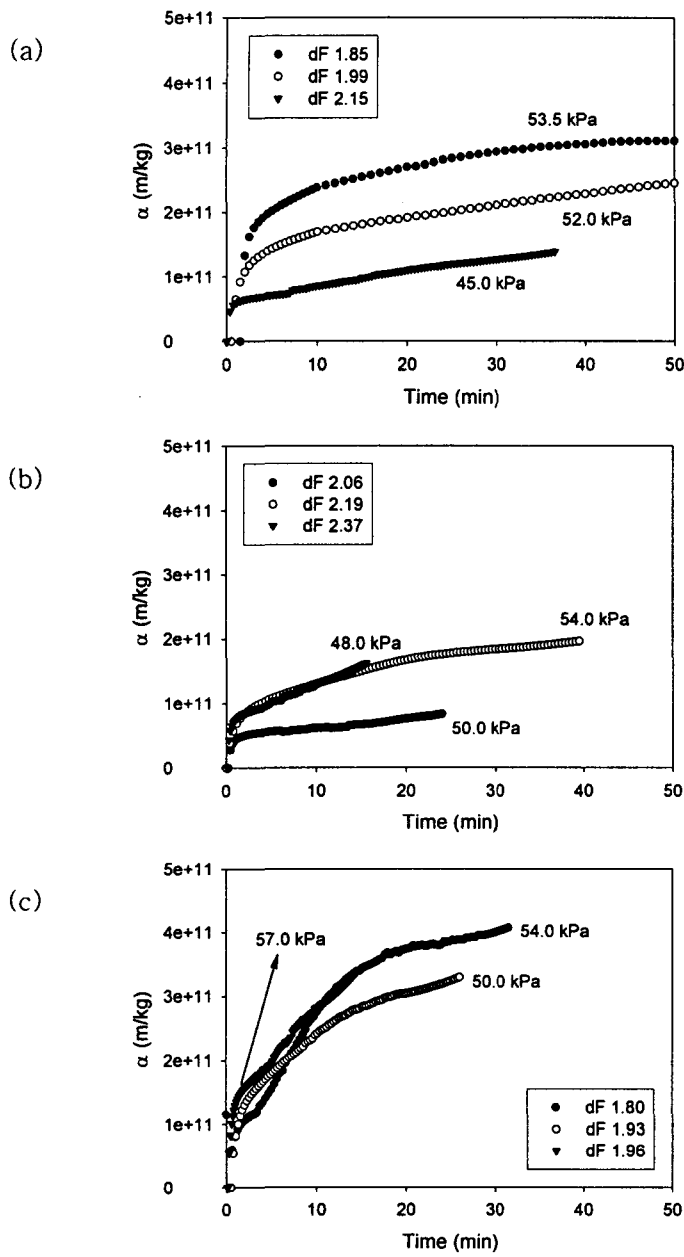 (a)
5e+11
4e+11
3e+11
2e+11
1e+11
0
α (m/kg)
dF 1.85
dF 1.99
dF 2.15
53.5 kPa
52.0 kPa
45.0 kPa
0 10 20 30 40 50
Time (min)
(b)
5e+11
4e+11
3e+11
2e+11
1e+11
0
α (m/kg)
dF 2.06
dF 2.19
dF 2.37
48.0 kPa
54.0 kPa
50.0 kPa
0 10 20 30 40 50
Time (min)
(c)
5e+11
4e+11
3e+11
2e+11
1e+11
0
α (m/kg)
57.0 kPa
54.0 kPa
50.0 kPa
dF 1.80
dF 1.93
dF 1.96
0 10 20 30 40 50
Time (min)